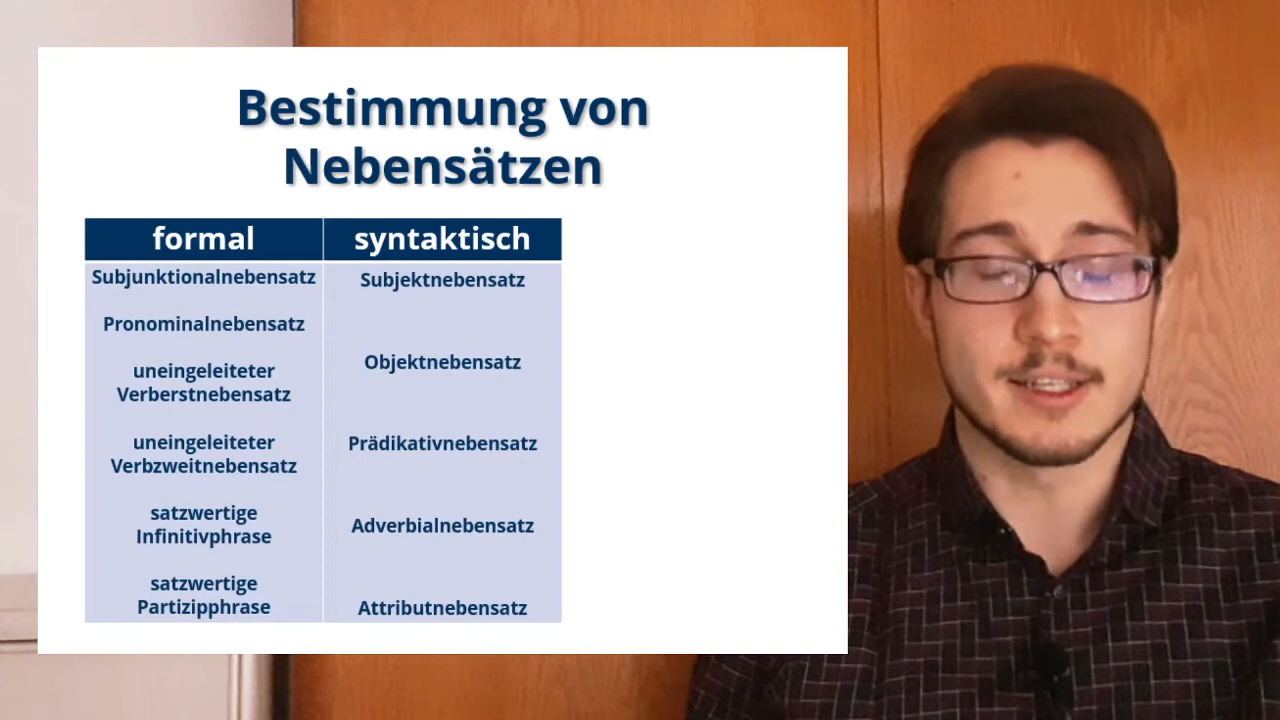 Bestimmung von
Nebensätzen
formal
syntaktisch
Subjunktionalnebensatz
Pronominalnebensatz
uneingeleiteter
Verberstnebensatz
uneingeleiteter
Verbzweitnebensatz
satzwertige
Infinitivphrase
satzwertige
Partizipphrase
Subjektnebensatz
Objektnebensatz
Prädikativnebensatz
Adverbialnebensatz
Attributnebensatz